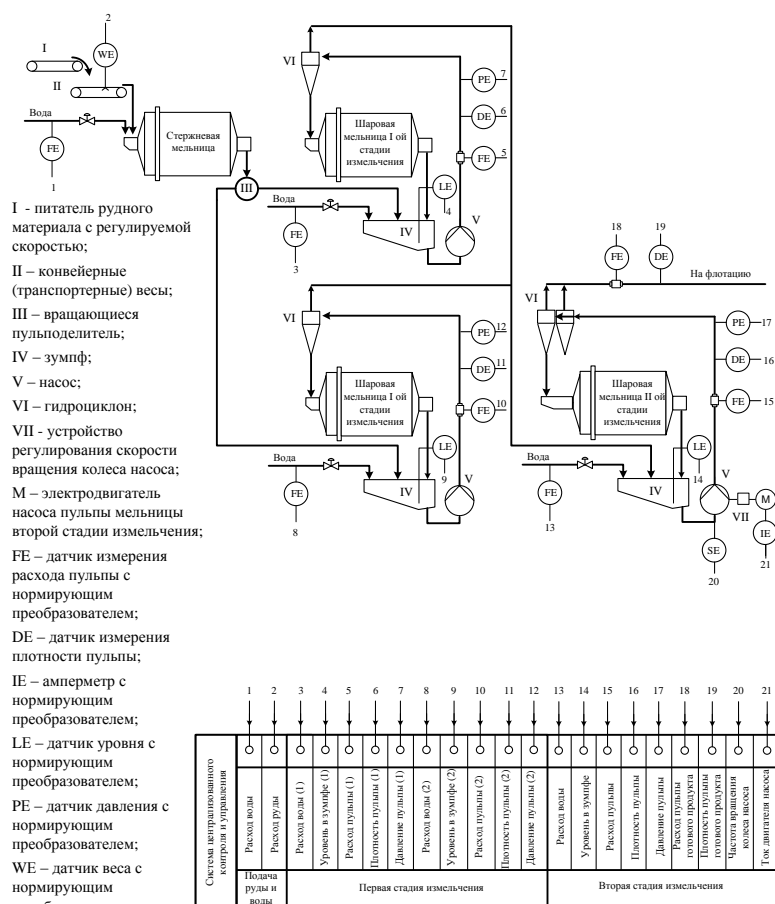 2
I
WE
II
Вода
FE
1
Стержневая
мельница
III
VI
Шаровая
мельница I ой
стадии
измельчения
PE
7
DE
6
FE
5
LE
4
V
IV
Вода
FE
3
VI
Шаровая
мельница I ой
стадии
измельчения
PE
12
DE
11
FE
10
LE
9
V
IV
Вода
FE
8
18
FE
19
DE
На флотацию
VI
Шаровая
мельница II ой
стадии
измельчения
PE
17
DE
16
FE
15
LE
14
V
IV
Вода
FE
13
VII
M
IE
21
SE
20
I - питатель рудного
материала с регулируемой
скоростью;
II – конвейерные
(транспортерные) весы;
III – вращающиеся
пульподелитель;
IV – зумпф;
V – насос;
VI – гидроциклон;
VII - устройство
регулирования скорости
вращения колеса насоса;
М – электродвигатель
насоса пульпы мельницы
второй стадии измельчения;
FE – датчик измерения
расхода пульпы с
нормирующим
преобразователем;
DE – датчик измерения
плотности пульпы;
IE – амперметр с
нормирующим
преобразователем;
LE – датчик уровня с
нормирующим
преобразователем;
PE – датчик давления с
нормирующим
преобразователем;
WE – датчик веса с
нормирующим
1 2 3 4 5 6 7 8 9 10 11 12 13 14 15 16 17 18 19 20 21
Система централизованного
контроля и управления
Расход воды
Расход руды
Расход воды (1)
Уровень в зумпфе (1)
Расход пульпы (1)
Плотность пульпы (1)
Давление пульпы (1)
Расход воды (2)
Уровень в зумпфе (2)
Расход пульпы (2)
Плотность пульпы (2)
Давление пульпы (2)
Расход воды
Уровень в зумпфе
Расход пульпы
Плотность пульпы
Давление пульпы
Расход пульпы
готового продукта
Плотность пульпы
готового продукта
Частота вращения
колеса насоса
Ток двигателя насоса
Подача
руды и
воды
Первая стадия измельчения
Вторая стадия измельчения